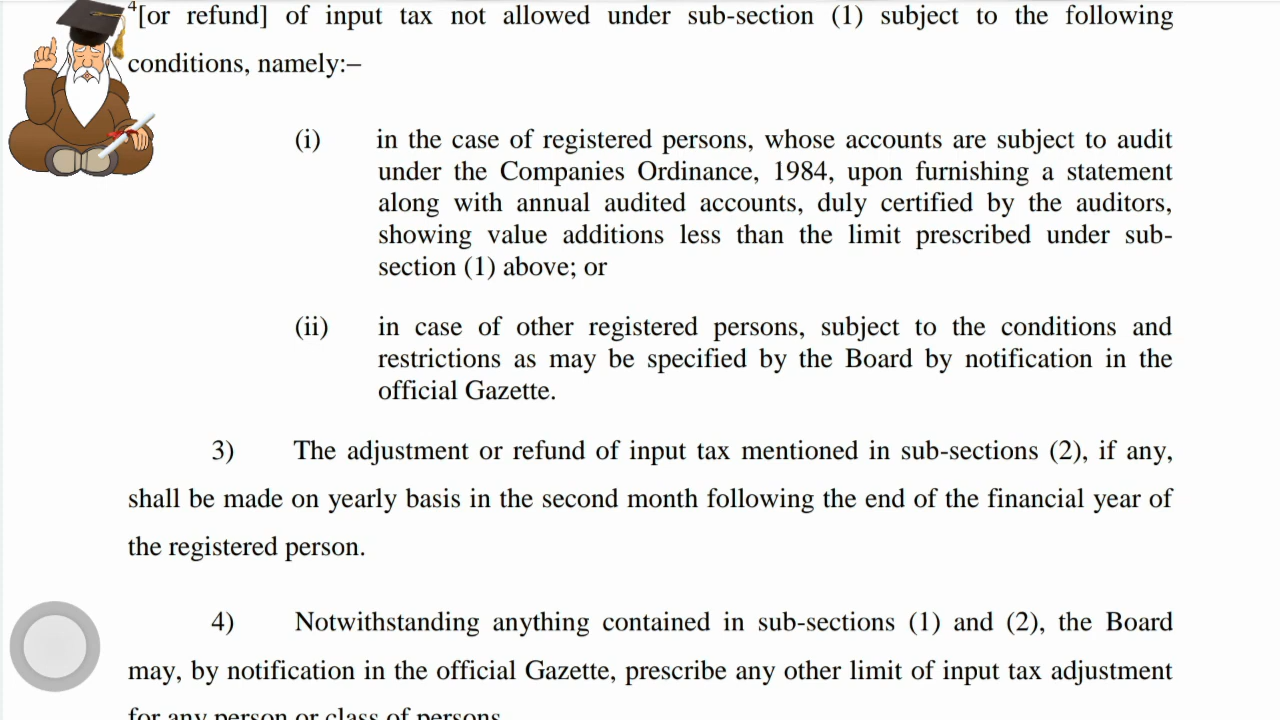 4[or refund] of input tax not allowed under sub-section (1) subject to the following
conditions, namely:–
(i) in the case of registered persons, whose accounts are subject to audit
under the Companies Ordinance, 1984, upon furnishing a statement
along with annual audited accounts, duly certified by the auditors,
showing value additions less than the limit prescribed under sub-
section (1) above; or
(ii) in case of other registered persons, subject to the conditions and
restrictions as may be specified by the Board by notification in the
official Gazette.
3) The adjustment or refund of input tax mentioned in sub-sections (2), if any,
shall be made on yearly basis in the second month following the end of the financial year of
the registered person.
4) Notwithstanding anything contained in sub-sections (1) and (2), the Board
may, by notification in the official Gazette, prescribe any other limit of input tax adjustment
for any person or class of persons